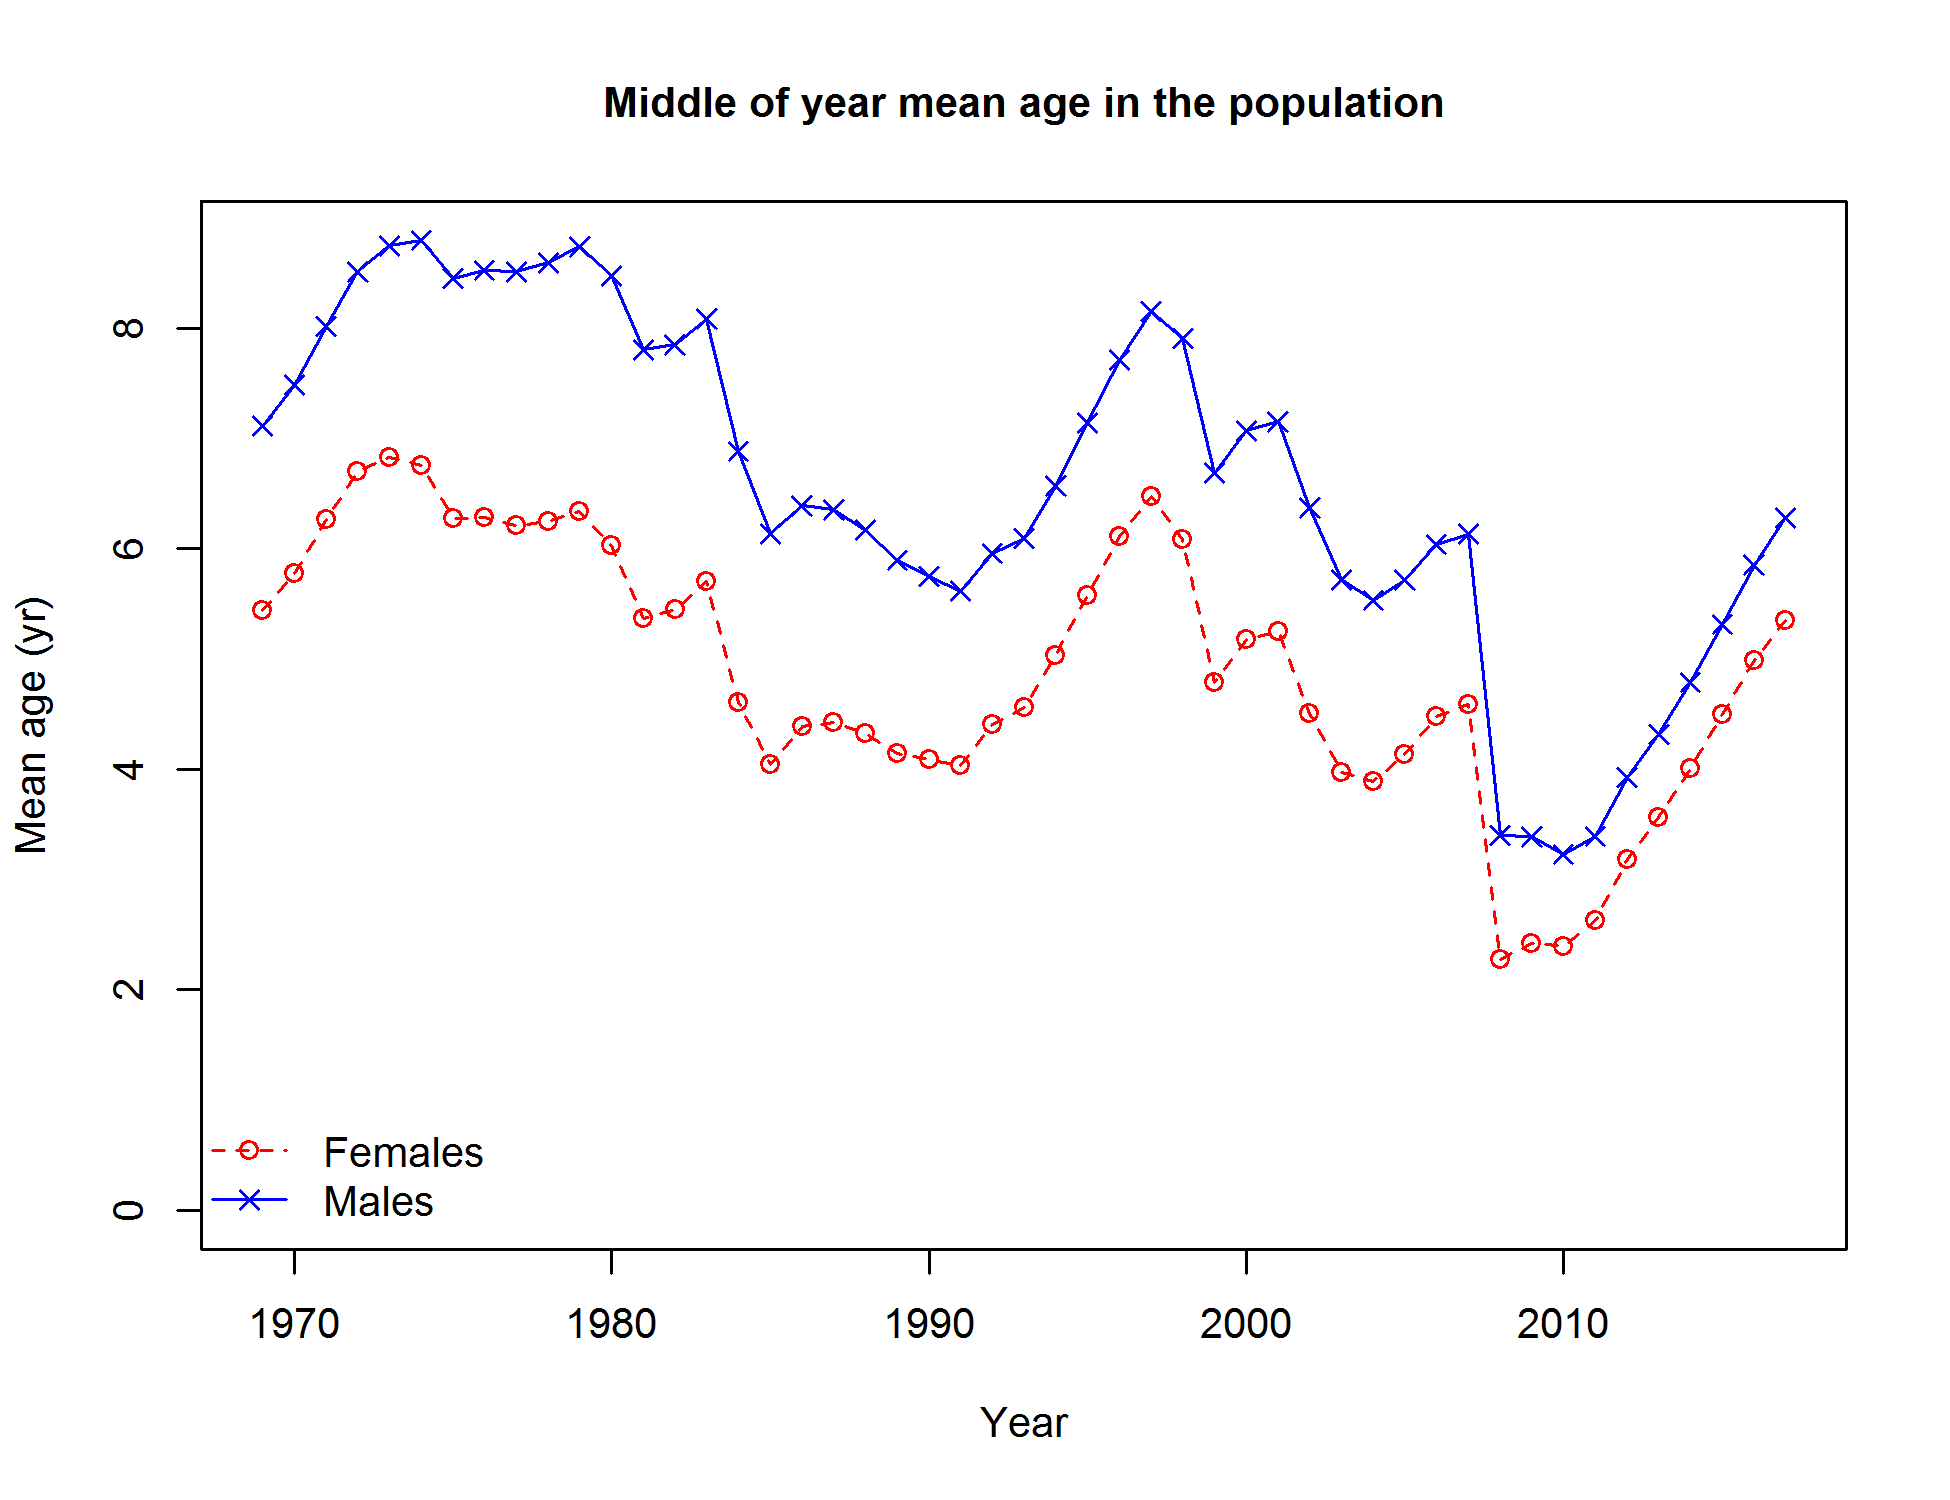 Middle of year mean age in the population
Mean age (yr)
8
6
4
2
0
Females
Males
1970 1980 1990 2000 2010
Year